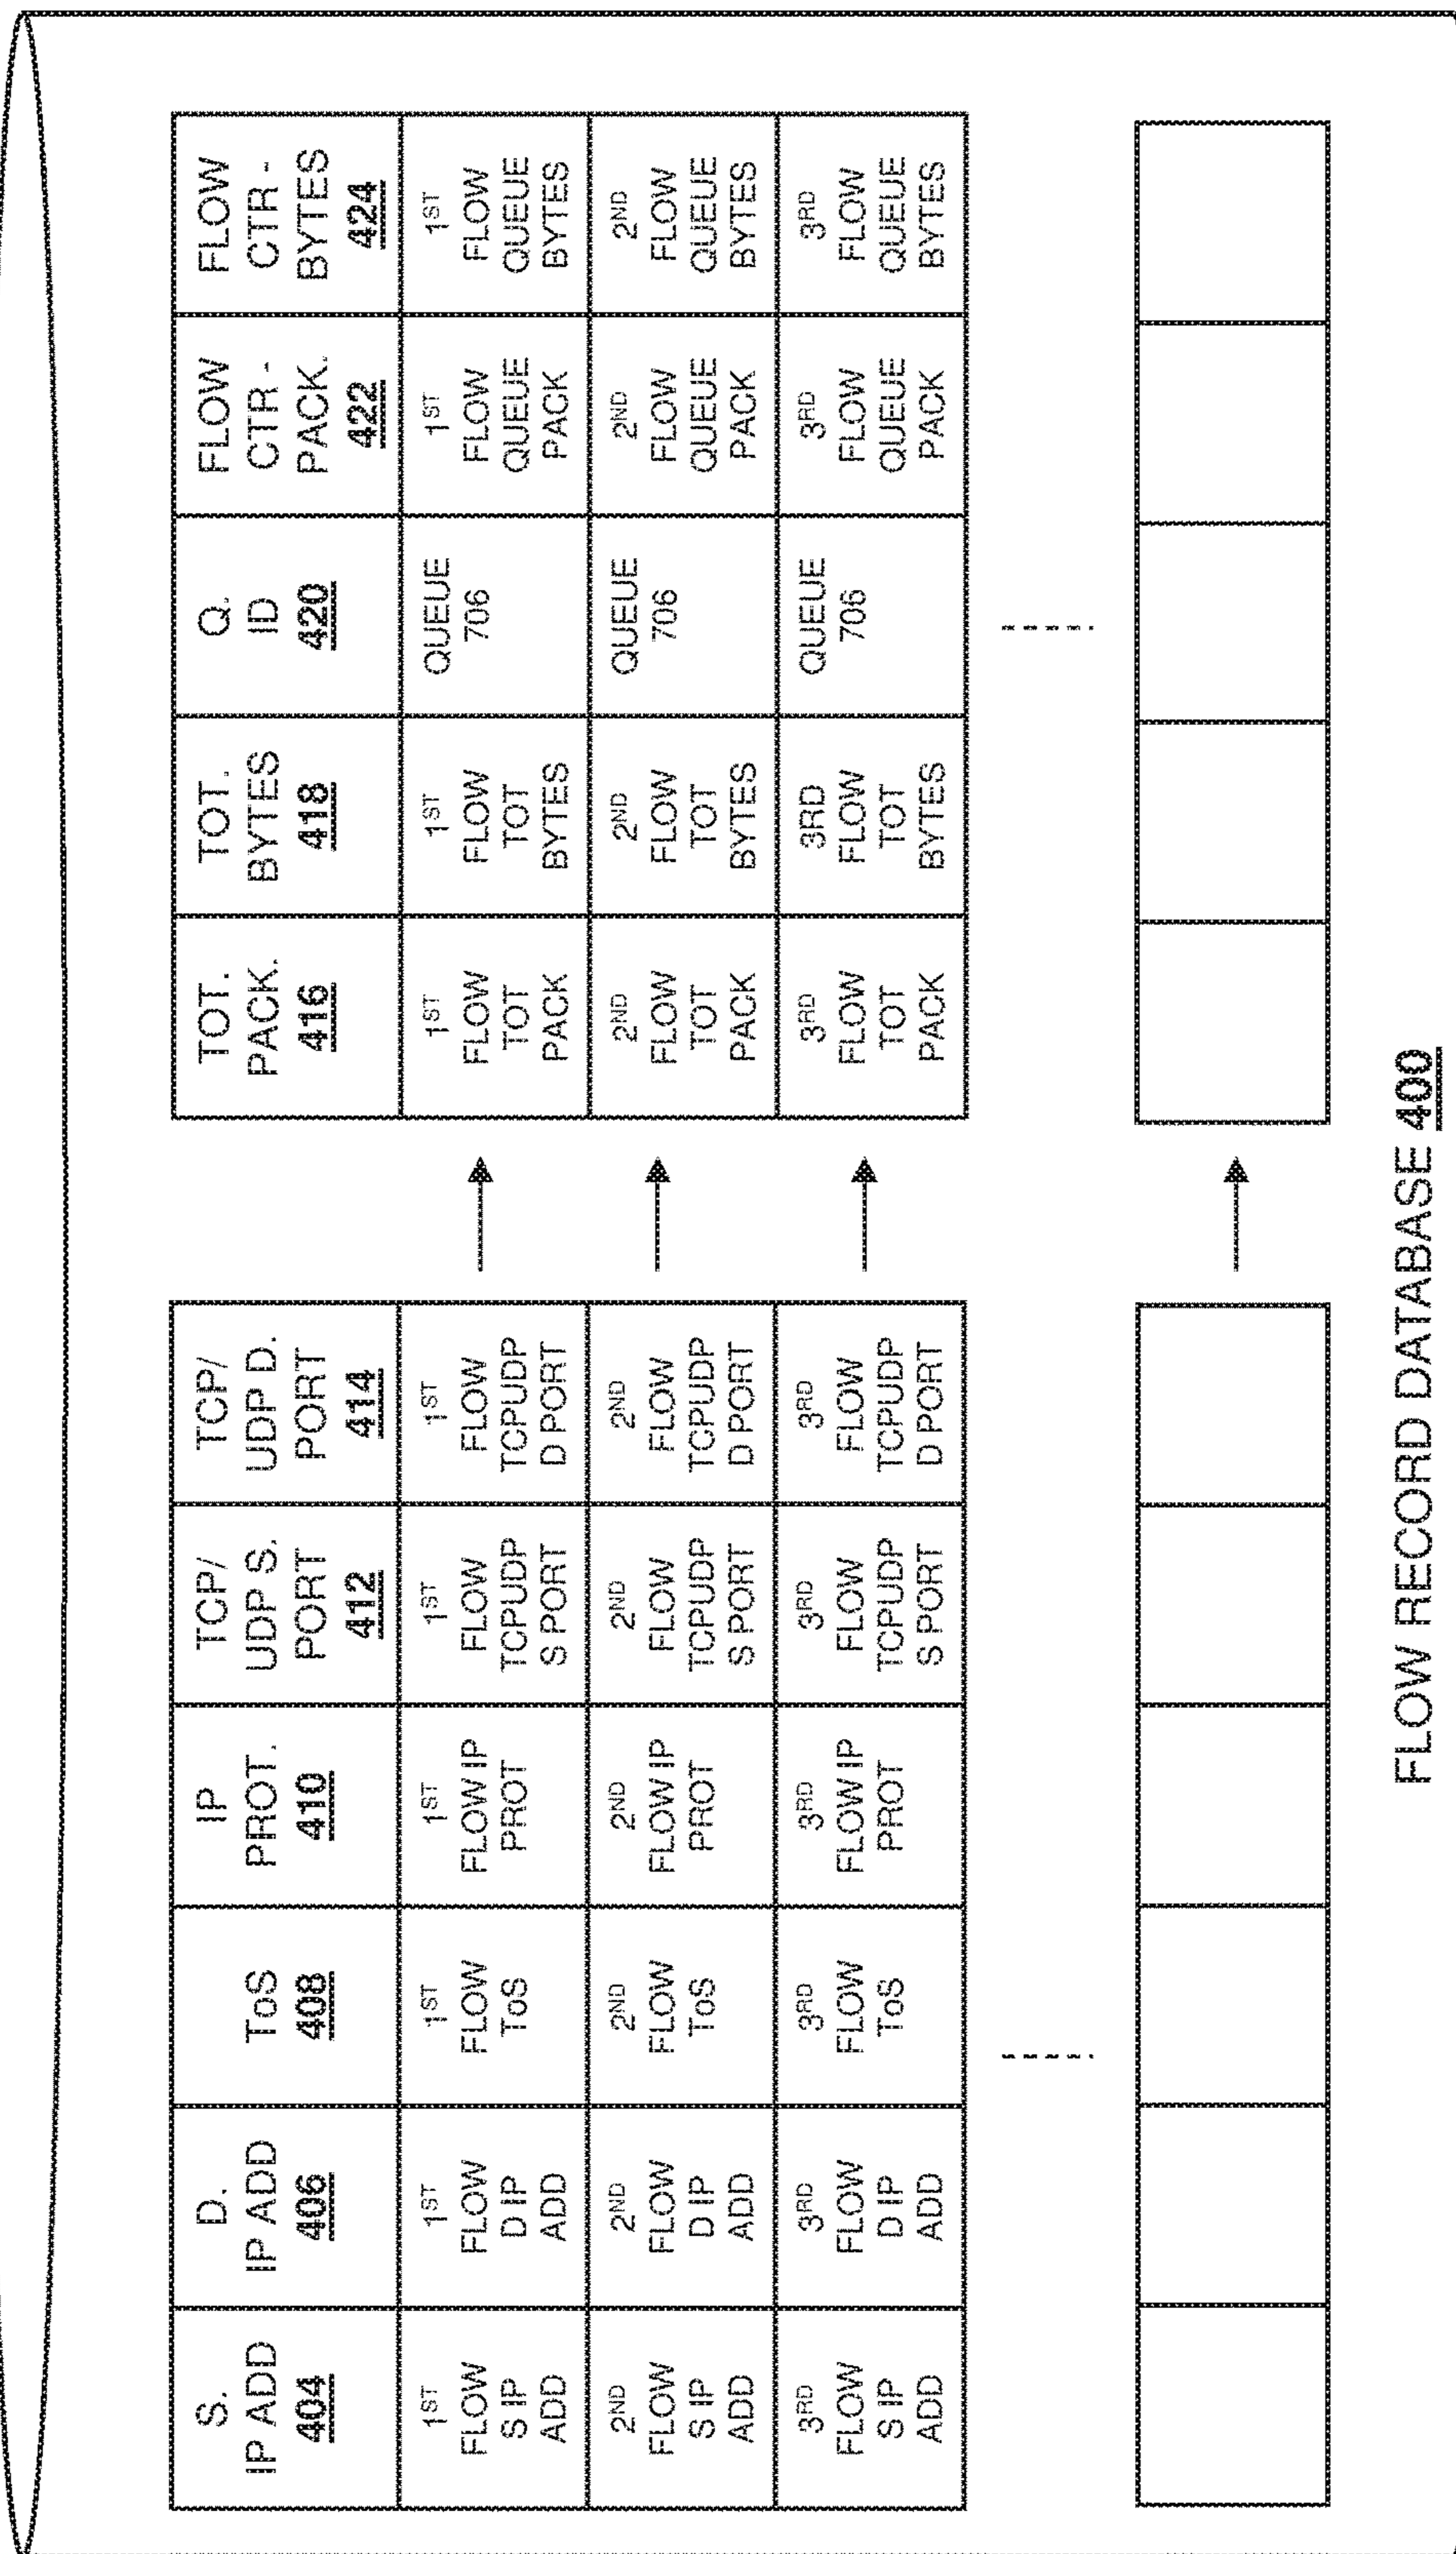 S.
IP ADD
404
D.
IP ADD
406
ToS
408
IP
PROT.
410
TCP/
UDP S.
PORT
412
TCP/
UDP D.
PORT
414
1ST
FLOW
S IP
ADD
1ST
FLOW
D IP
ADD
1ST
FLOW
ToS
1ST
FLOW IP
PROT
1ST
FLOW
TCPUDP
S PORT
1ST
FLOW
TCPUDP
D PORT
2ND
FLOW
S IP
ADD
2ND
FLOW
D IP
ADD
2ND
FLOW
ToS
2ND
FLOW IP
PROT
2ND
FLOW
TCPUDP
S PORT
2ND
FLOW
TCPUDP
D PORT
3RD
FLOW
S IP
ADD
3RD
FLOW
D IP
ADD
3RD
FLOW
ToS
3RD
FLOW IP
PROT
3RD
FLOW
TCPUDP
S PORT
3RD
FLOW
TCPUDP
D PORT
TOT.
PACK.
416
TOT.
BYTES
418
Q.
ID
420
FLOW
CTR -
PACK.
422
FLOW
CTR -
BYTES
424
1ST
FLOW
TOT
PACK
1ST
FLOW
TOT
BYTES
QUEUE
706
1ST
FLOW
QUEUE
PACK
1ST
FLOW
QUEUE
BYTES
2ND
FLOW
TOT
PACK
2ND
FLOW
TOT
BYTES
QUEUE
706
2ND
FLOW
QUEUE
PACK
2ND
FLOW
QUEUE
BYTES
3RD
FLOW
TOT
PACK
3RD
FLOW
TOT
BYTES
QUEUE
706
3RD
FLOW
QUEUE
PACK
3RD
FLOW
QUEUE
BYTES
FLOW RECORD DATABASE 400